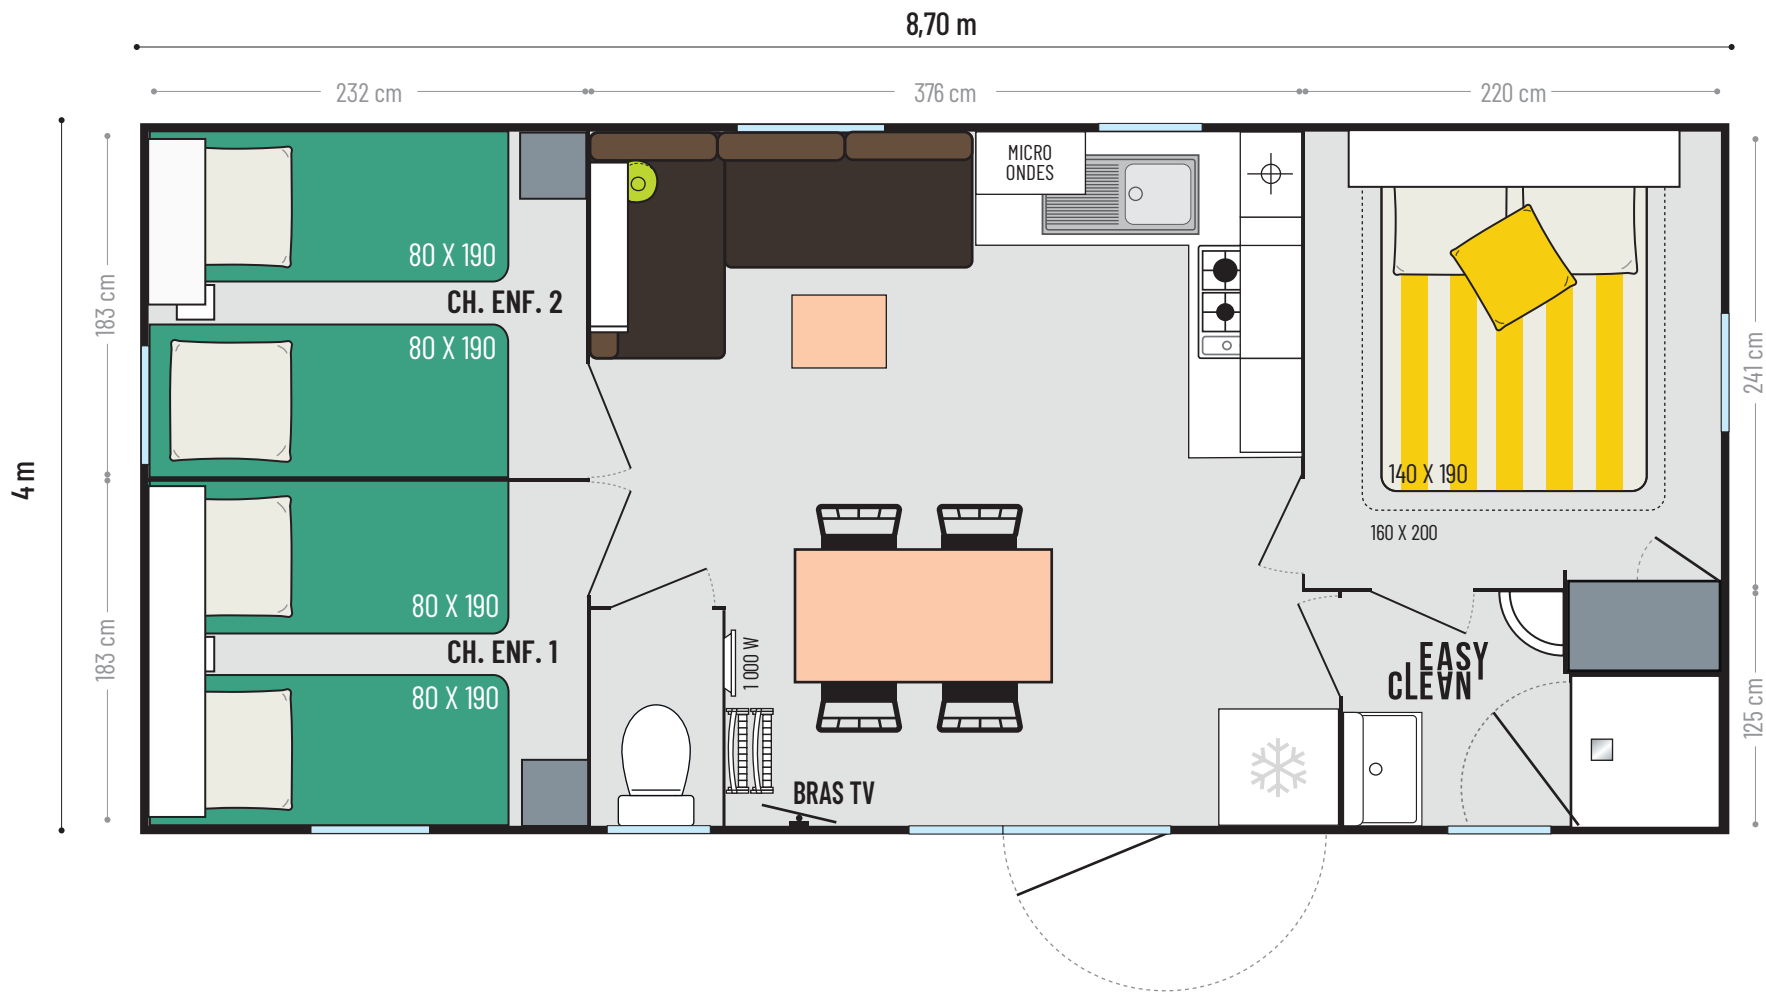 8,70 m
232 cm
376 cm
220 cm
4 m
183 cm
183 cm
241 cm
125 cm
80 X 190
CH. ENF. 2
80 X 190
80 X 190
CH. ENF. 1
80 X 190
MICRO
ONDES
140 X 190
160 X 200
1 000 W
BRAS TV
EASY
CLEAN